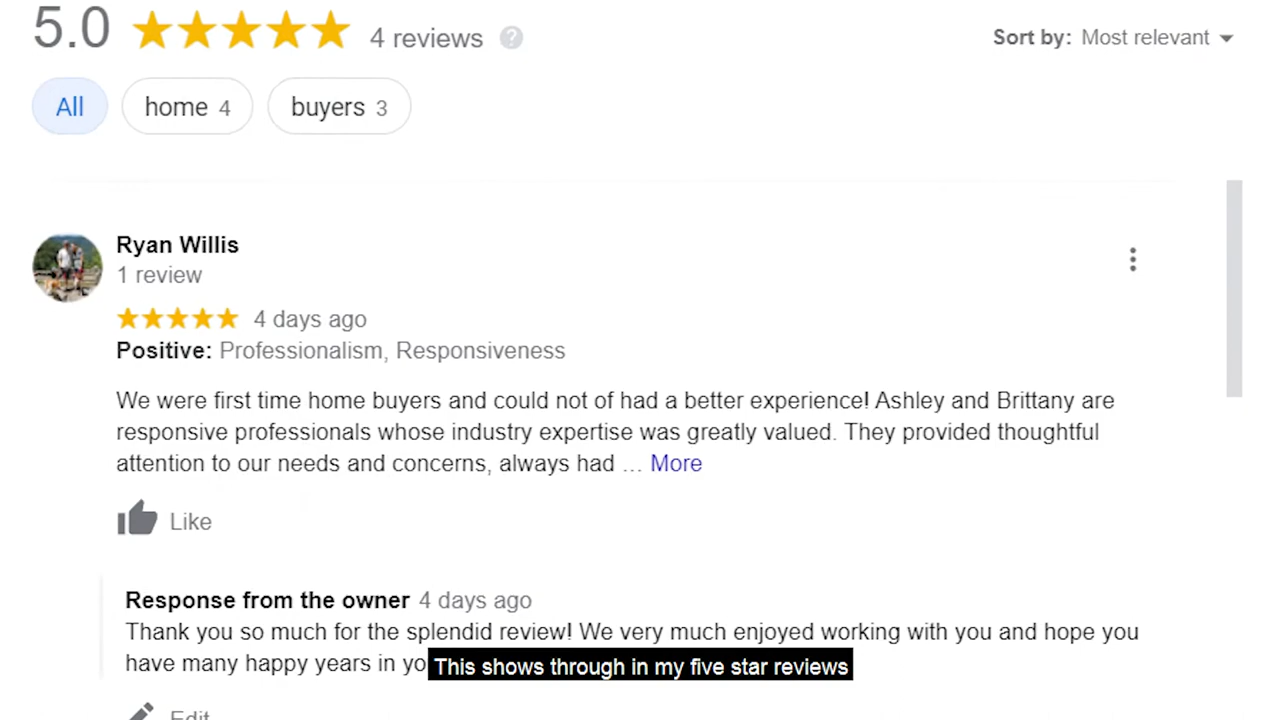 5.0 4 reviews ? Sort by: Most relevant
All home 4 buyers 3
Ryan Willis
1 review
4 days ago
Positive: Professionalism, Responsiveness
We were first time home buyers and could not of had a better experience! Ashley and Brittany are
responsive professionals whose industry expertise was greatly valued. They provided thoughtful
attention to our needs and concerns, always had ... More
Like
Response from the owner 4 days ago
Thank you so much for the splendid review! We very much enjoyed working with you and hope you
have many happy years in yo
This shows through in my five star reviews
Edit